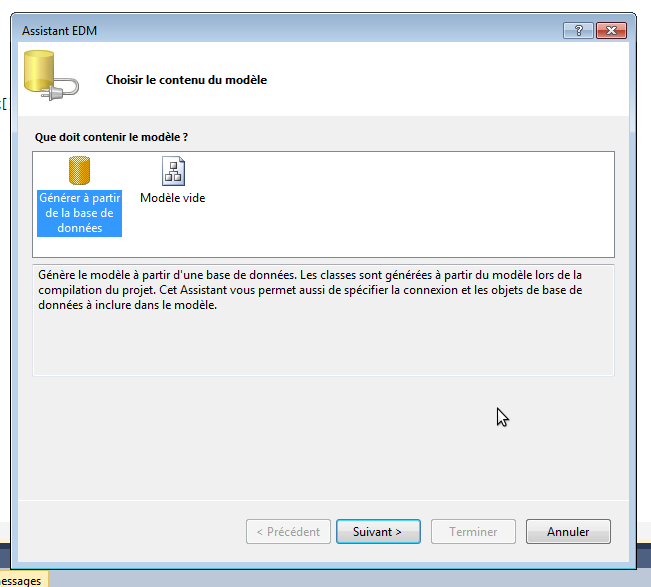 Assistant EDM
Choisir le contenu du modèle
Que doit contenir le modèle ?
Générer à partir
de la base de
données
Modèle vide
Génère le modèle à partir d'une base de données. Les classes sont générées à partir du modèle lors de la
compilation du projet. Cet Assistant vous permet aussi de spécifier la connexion et les objets de base de
données à inclure dans le modèle.
< Précédent
Suivant >
Terminer
Annuler